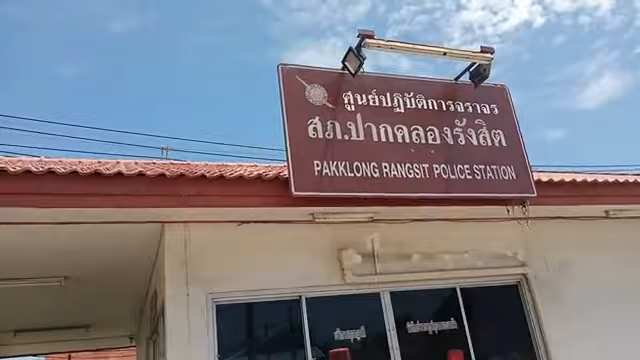 ศูนย์ปฏิบัติการจราจร
สภ.ปากคลองรังสิต
PAKKLONG RANGSIT POLICE STATION